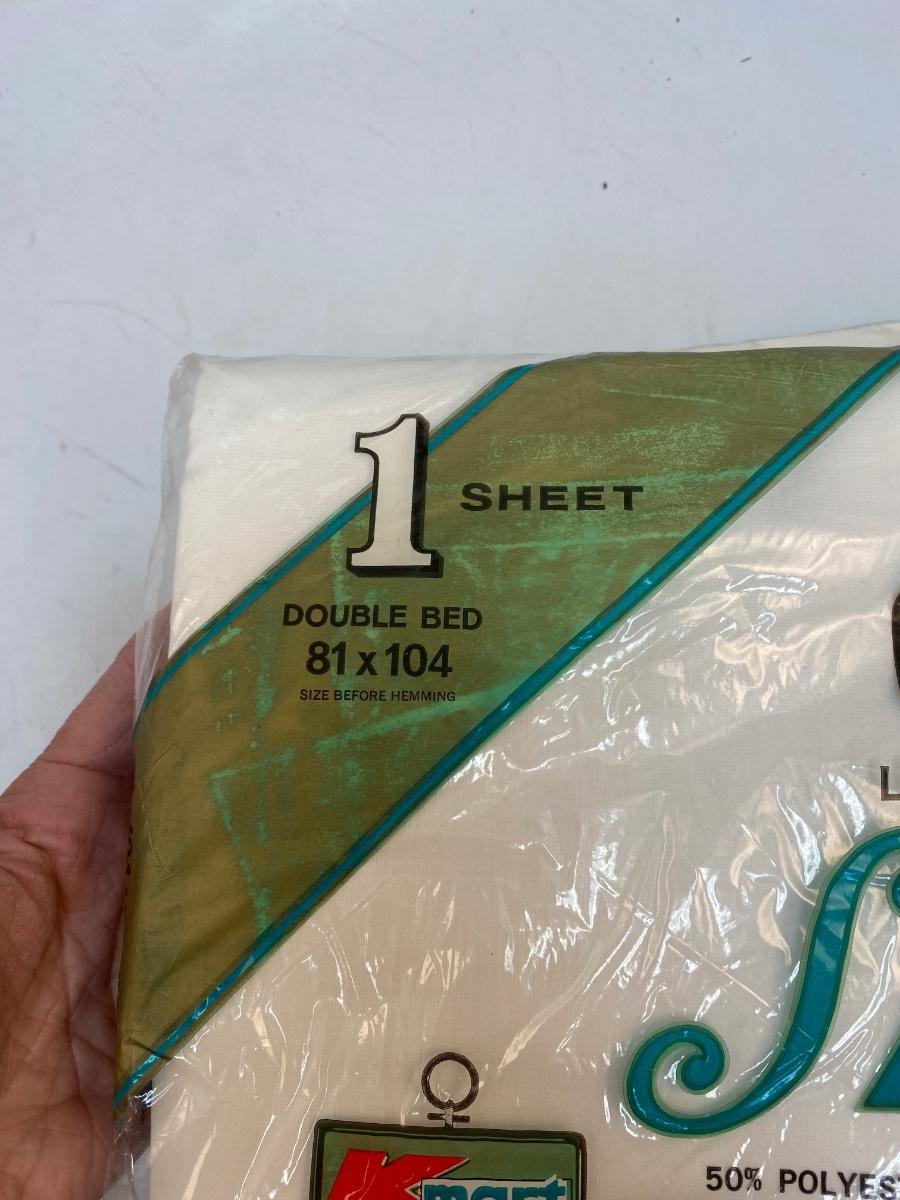 1 SHEET
DOUBLE BED
81 x 104
SIZE BEFORE HEMMING
Kmart
50% POLYES